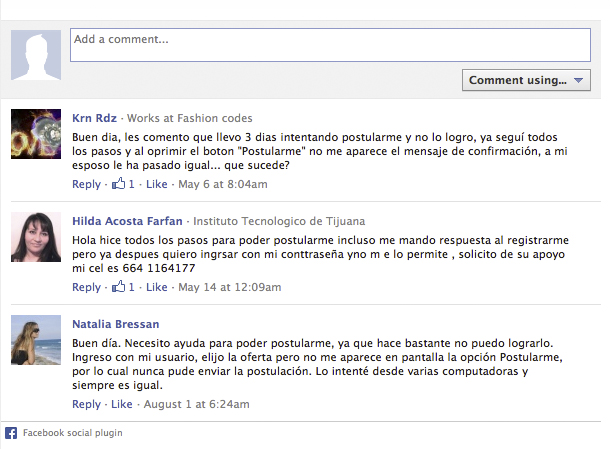 Add a comment...
Comment using...
Krn Rdz · Works at Fashion codes
Buen dia, les comento que llevo 3 dias intentando postularme y no lo logro, ya seguí todos
los pasos y al oprimir el boton "Postularme" no me aparece el mensaje de confirmación, a mi
esposo le ha pasado igual... que sucede?
Reply · 1 · Like · May 6 at 8:04am
Hilda Acosta Farfan · Instituto Tecnologico de Tijuana
Hola hice todos los pasos para poder postularme incluso me mando respuesta al registrarme
pero ya despues quiero ingrsar con mi conttraseña yno m e lo permite , solicito de su apoyo
mi cel es 664 1164177
Reply · 1 · Like · May 14 at 12:09am
Natalia Bressan
Buen día. Necesito ayuda para poder postularme, ya que hace bastante no puedo lograrlo.
Ingreso con mi usuario, elijo la oferta pero no me aparece en pantalla la opción Postularme,
por lo cual nunca pude enviar la postulación. Lo intenté desde varias computadoras y
siempre es igual.
Reply · Like · August 1 at 6:24am
Facebook social plugin